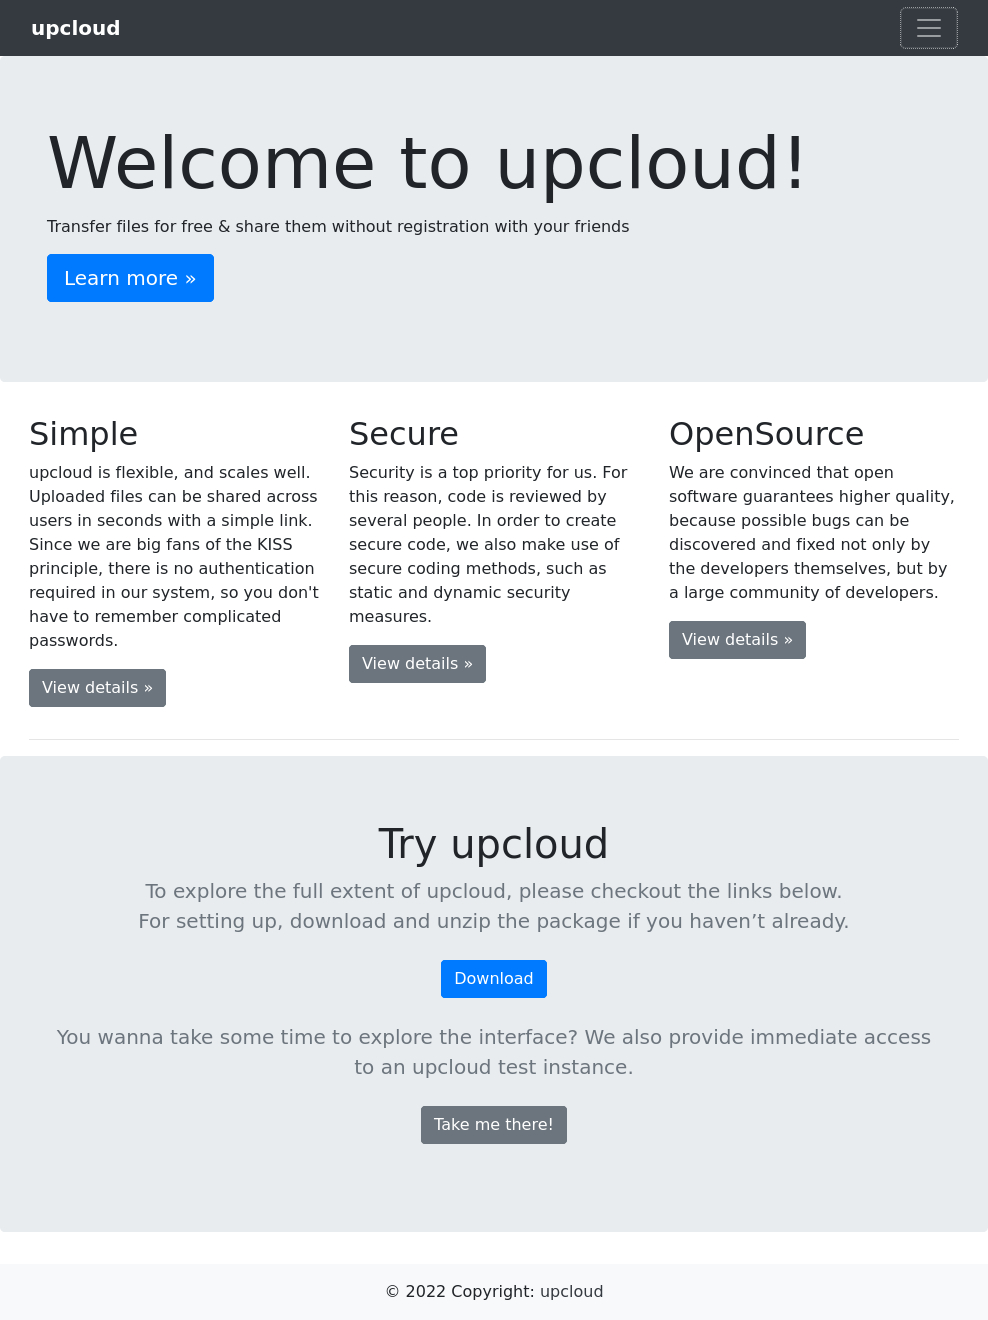 upcloud
Welcome to upcloud!
Transfer files for free & share them without registration with your friends
Learn more »
Simple
upcloud is flexible, and scales well.
Uploaded files can be shared across
users in seconds with a simple link.
Since we are big fans of the KISS
principle, there is no authentication
required in our system, so you don't
have to remember complicated
passwords.
View details »
Secure
Security is a top priority for us. For
this reason, code is reviewed by
several people. In order to create
secure code, we also make use of
secure coding methods, such as
static and dynamic security
measures.
View details »
OpenSource
We are convinced that open
software guarantees higher quality,
because possible bugs can be
discovered and fixed not only by
the developers themselves, but by
a large community of developers.
View details »
Try upcloud
To explore the full extent of upcloud, please checkout the links below.
For setting up, download and unzip the package if you haven’t already.
Download
You wanna take some time to explore the interface? We also provide immediate access
to an upcloud test instance.
Take me there!
© 2022 Copyright: upcloud